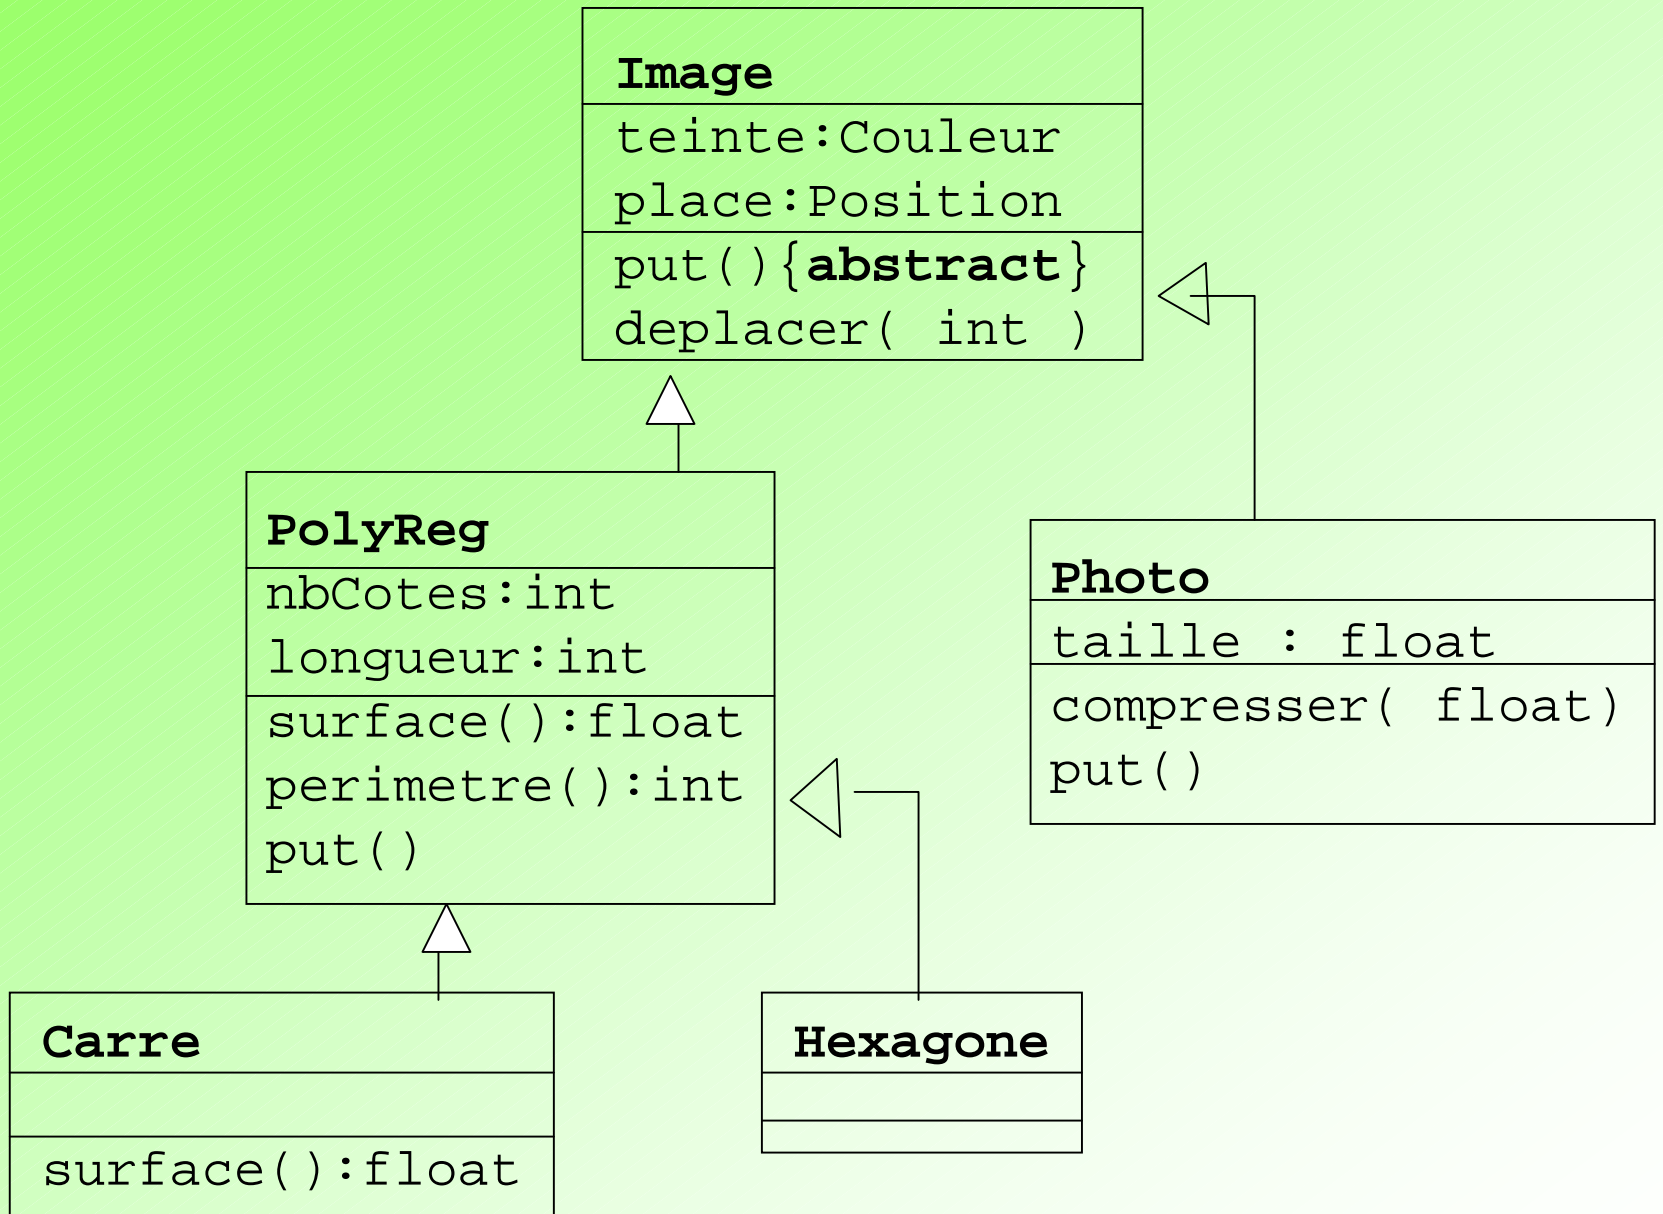 Image
teinte:Couleur
place:Position
put(){abstract}
deplacer( int )
PolyReg
nbCotes:int
longueur:int
surface():float
perimetre():int
put()
Photo
taille : float
compresser( float)
put()
Carre
surface():float
Hexagone